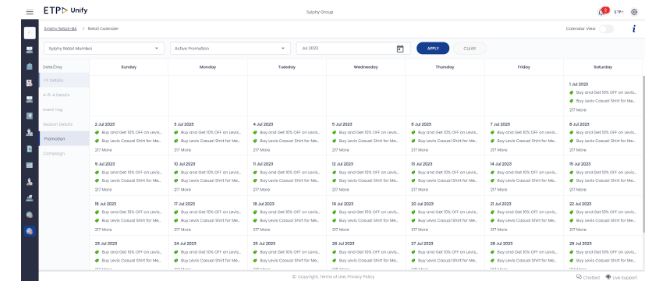 ETP Unify
Sulphy Group
ETP
Retail Calendar
Calendar View
i
Sulphy Retail Mumbai
Active Promotion
Jul 2023
APPLY
CLEAR
Data/Day
Sunday
Monday
Tuesday
Wednesday
Thursday
Friday
Saturday
4-5-4 Details
Event Tag
Season Details
Promotion
Campaign
1 Jul 2023
Buy and Get 10% OFF on Levis...
Buy Levis Casual Shirt for Me...
217 More
2 Jul 2023
3 Jul 2023
4 Jul 2023
5 Jul 2023
6 Jul 2023
7 Jul 2023
8 Jul 2023
Buy and Get 10% OFF on Levis...
Buy and Get 10% OFF on Levis...
Buy and Get 10% OFF on Levis...
Buy and Get 10% OFF on Levis...
Buy and Get 10% OFF on Levis...
Buy and Get 10% OFF on Levis...
Buy and Get 10% OFF on Levis...
Buy Levis Casual Shirt for Me...
Buy Levis Casual Shirt for Me...
Buy Levis Casual Shirt for Me...
Buy Levis Casual Shirt for Me...
Buy Levis Casual Shirt for Me...
Buy Levis Casual Shirt for Me...
Buy Levis Casual Shirt for Me...
217 More
217 More
217 More
217 More
217 More
217 More
217 More
10 Jul 2023
11 Jul 2023
12 Jul 2023
13 Jul 2023
14 Jul 2023
15 Jul 2023
Buy and Get 10% OFF on Levis...
Buy and Get 10% OFF on Levis...
Buy and Get 10% OFF on Levis...
Buy and Get 10% OFF on Levis...
Buy and Get 10% OFF on Levis...
Buy and Get 10% OFF on Levis...
Buy and Get 10% OFF on Levis...
Buy Levis Casual Shirt for Me...
Buy Levis Casual Shirt for Me...
Buy Levis Casual Shirt for Me...
Buy Levis Casual Shirt for Me...
Buy Levis Casual Shirt for Me...
Buy Levis Casual Shirt for Me...
Buy Levis Casual Shirt for Me...
217 More
217 More
217 More
217 More
217 More
217 More
217 More
16 Jul 2023
17 Jul 2023
18 Jul 2023
19 Jul 2023
20 Jul 2023
21 Jul 2023
22 Jul 2023
Buy and Get 10% OFF on Levis...
Buy and Get 10% OFF on Levis...
Buy and Get 10% OFF on Levis...
Buy and Get 10% OFF on Levis...
Buy and Get 10% OFF on Levis...
Buy and Get 10% OFF on Levis...
Buy and Get 10% OFF on Levis...
Buy Levis Casual Shirt for Me...
Buy Levis Casual Shirt for Me...
Buy Levis Casual Shirt for Me...
Buy Levis Casual Shirt for Me...
Buy Levis Casual Shirt for Me...
Buy Levis Casual Shirt for Me...
Buy Levis Casual Shirt for Me...
217 More
217 More
217 More
217 More
217 More
217 More
217 More
23 Jul 2023
24 Jul 2023
25 Jul 2023
26 Jul 2023
27 Jul 2023
28 Jul 2023
29 Jul 2023
Buy and Get 10% OFF on Levis...
Buy and Get 10% OFF on Levis...
Buy and Get 10% OFF on Levis...
Buy and Get 10% OFF on Levis...
Buy and Get 10% OFF on Levis...
Buy and Get 10% OFF on Levis...
Buy and Get 10% OFF on Levis...
Buy Levis Casual Shirt for Me...
Buy Levis Casual Shirt for Me...
Buy Levis Casual Shirt for Me...
Buy Levis Casual Shirt for Me...
Buy Levis Casual Shirt for Me...
Buy Levis Casual Shirt for Me...
Buy Levis Casual Shirt for Me...
© Copyright, Terms of Use, Privacy Policy
Chatbot
Live Support